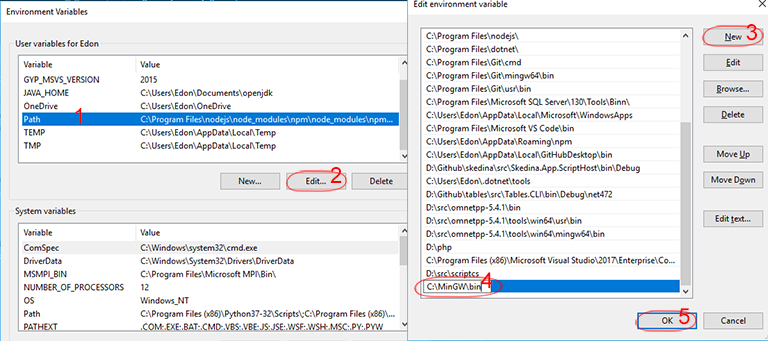 Environment Variables
User variables for Edon
Variable Value
GYP_MSVS_VERSION 2015
JAVA_HOME C:\Users\Edon\Documents\openjdk
OneDrive C:\Users\Edon\OneDrive
Path C:\Program Files\nodejs\node_modules\npm\node_modules\npm...
1
TEMP C:\Users\Edon\AppData\Local\Temp
TMP C:\Users\Edon\AppData\Local\Temp
New... Edit... 2 Delete
System variables
Variable Value
ComSpec C:\Windows\system32\cmd.exe
DriverData C:\Windows\System32\Drivers\DriverData
MSMPI_BIN C:\Program Files\Microsoft MPI\Bin\
NUMBER_OF_PROCESSORS 12
OS Windows_NT
Path C:\Program Files (x86)\Python37-32\Scripts\;C:\Program Files (x86)\...
PATHEXT .COM;.EXE;.BAT;.CMD;.VBS;.VBE;.JS;.JSE;.WSF;.WSH;.MSC;.PY;.PYW
Edit environment variable
C:\Program Files\nodejs\
C:\Program Files\dotnet\
C:\Program Files\Git\cmd
C:\Program Files\Git\mingw64\bin
C:\Program Files\Git\usr\bin
C:\Program Files\Microsoft SQL Server\130\Tools\Binn\
C:\Users\Edon\AppData\Local\Microsoft\WindowsApps
C:\Program Files\Microsoft VS Code\bin
C:\Users\Edon\AppData\Roaming\npm
C:\Users\Edon\AppData\Local\GitHubDesktop\bin
D:\Github\skedina\src\Skedina.App.ScriptHost\bin\Debug
C:\Users\Edon\.dotnet\tools
D:\Github\tables\src\Tables.CLI\bin\Debug\net472
D:\src\omnetpp-5.4.1\bin
D:\src\omnetpp-5.4.1\tools\win64\usr\bin
D:\src\omnetpp-5.4.1\tools\win64\mingw64\bin
D:\php
C:\Program Files (x86)\Microsoft Visual Studio\2017\Enterprise\Co...
D:\src\scriptcs
C:\MinGW\bin 4
New 3
Edit
Browse...
Delete
Move Up
Move Down
Edit text...
OK 5 Cancel